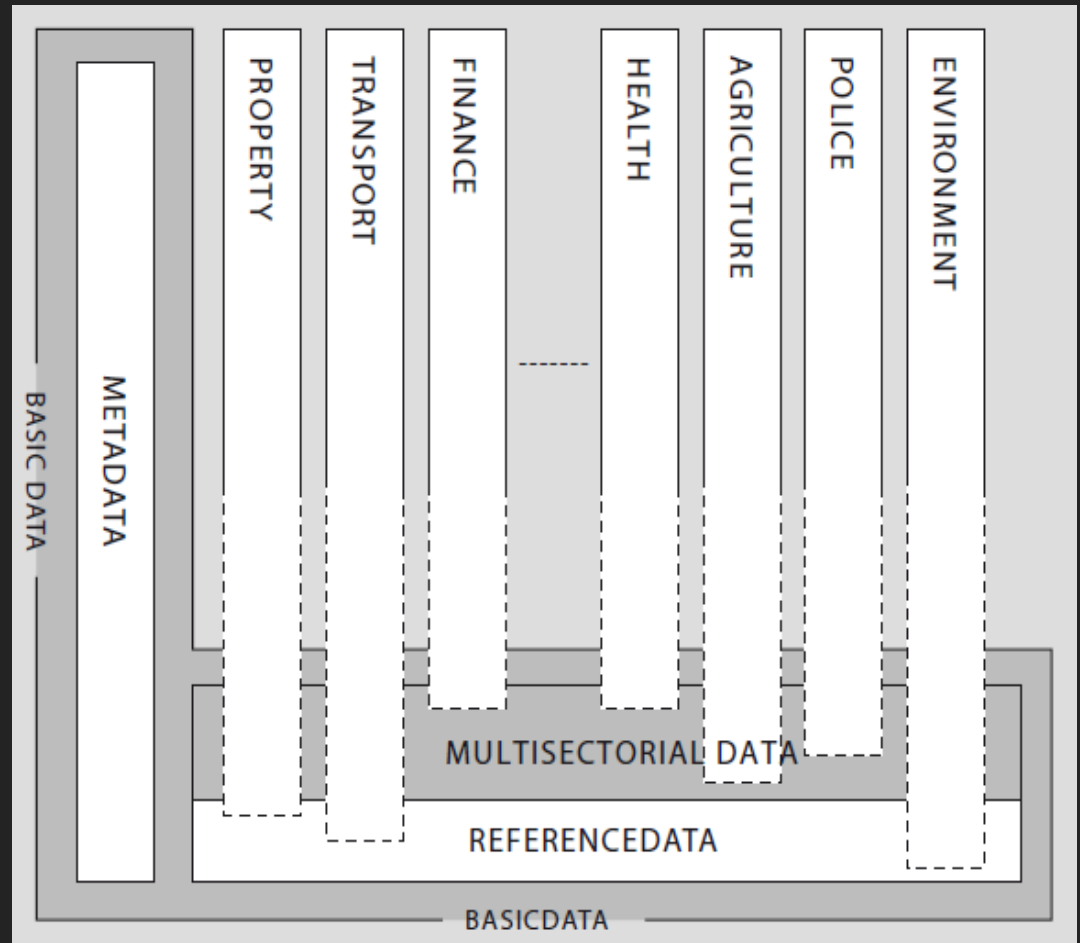 BASIC DATA
METADATA
PROPERTY
TRANSPORT
FINANCE
HEALTH
AGRICULTURE
POLICE
ENVIRONMENT
MULTISECTORIAL DATA
REFERENCEDATA
BASICDATA